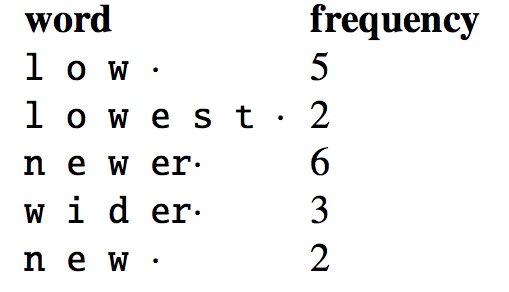 word frequency
l o w · 5
l o w e s t · 2
n e w er· 6
w i d er· 3
n e w · 2